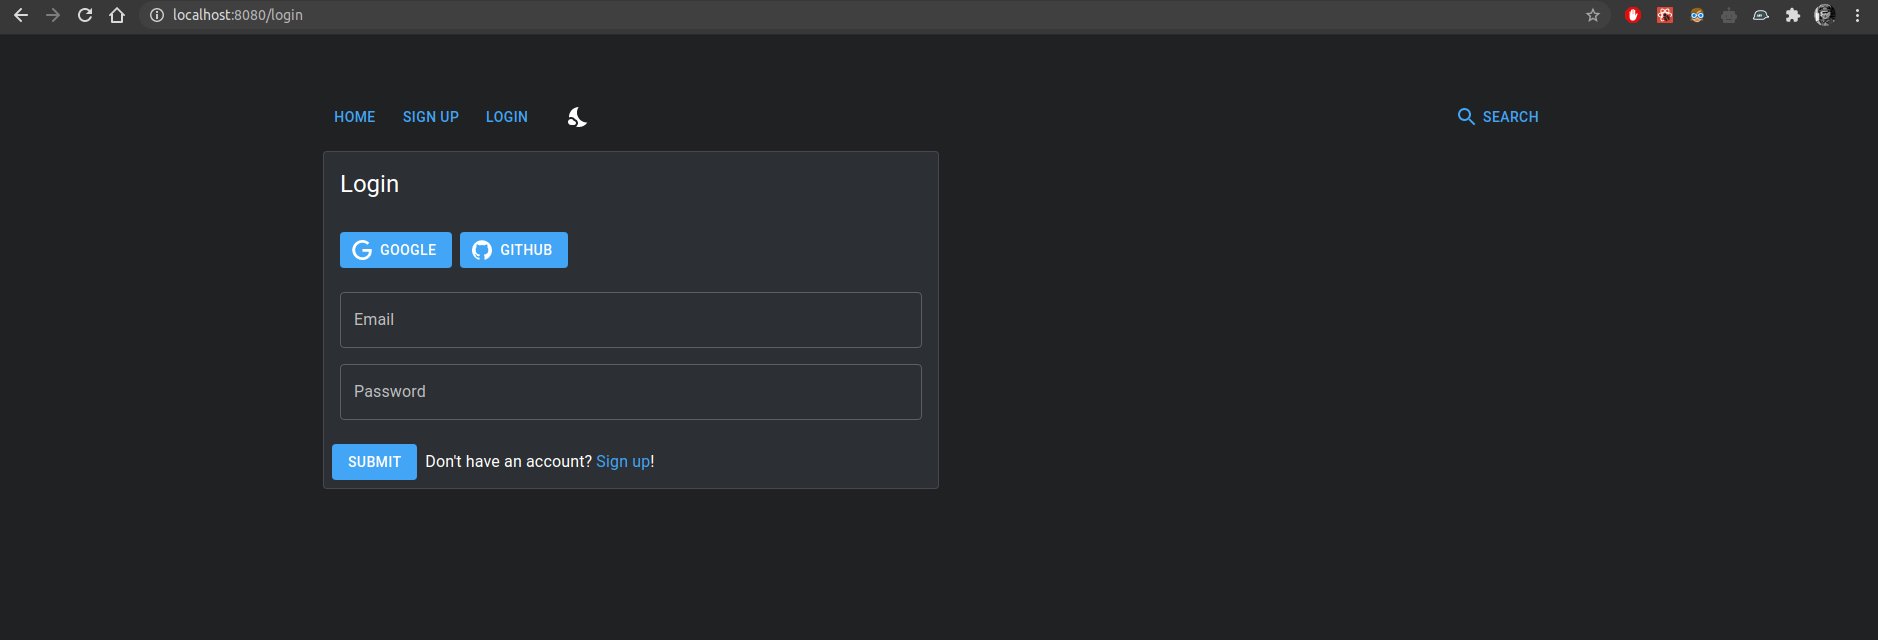 localhost:8080/login
HOME SIGN UP LOGIN SEARCH
Login
GOOGLE GITHUB
Email
Password
SUBMIT Don't have an account? Sign up!